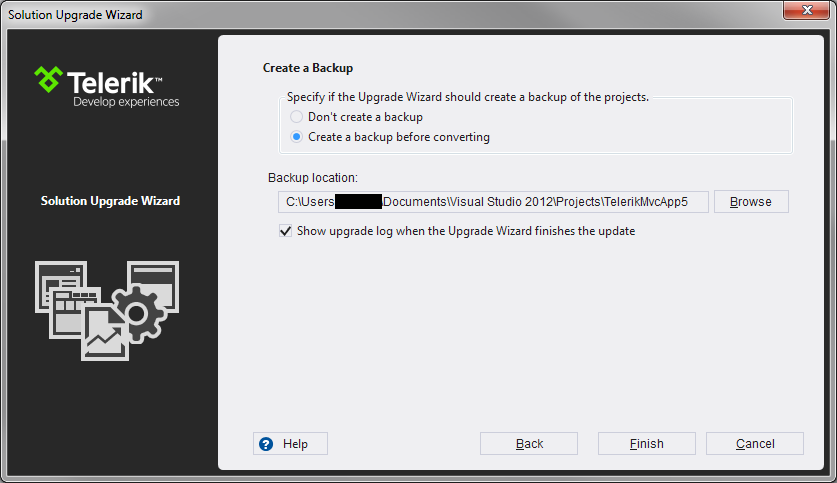 Solution Upgrade Wizard
Telerik™
Develop experiences
Solution Upgrade Wizard
Create a Backup
Specify if the Upgrade Wizard should create a backup of the projects.
Don't create a backup
Create a backup before converting
Backup location:
C:\Users\Documents\Visual Studio 2012\Projects\TelerikMvcApp5
Browse
Show upgrade log when the Upgrade Wizard finishes the update
? Help
Back
Finish
Cancel